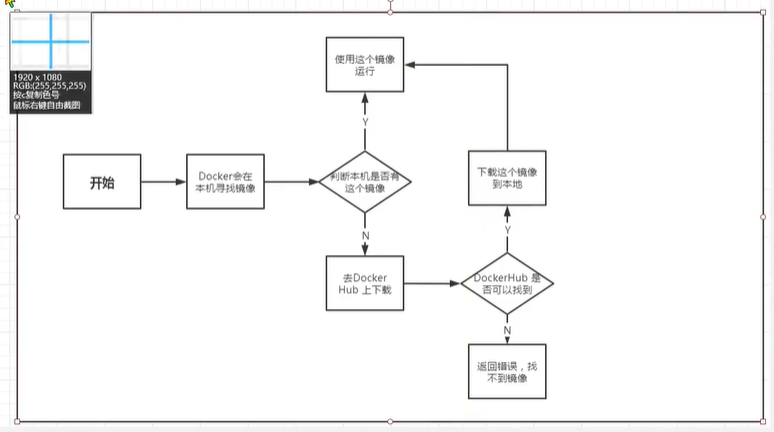 1920 x 1080
RGB:(255,255,255)
按c复制色号
鼠标右键自由截图
使用这个镜像
运行
Y
开始
Docker会在
本机寻找镜像
判断本机是否有
这个镜像
下载这个镜像
到本地
N
Y
去Docker
Hub 上下载
DockerHub 是
否可以找到
N
返回错误，找
不到镜像